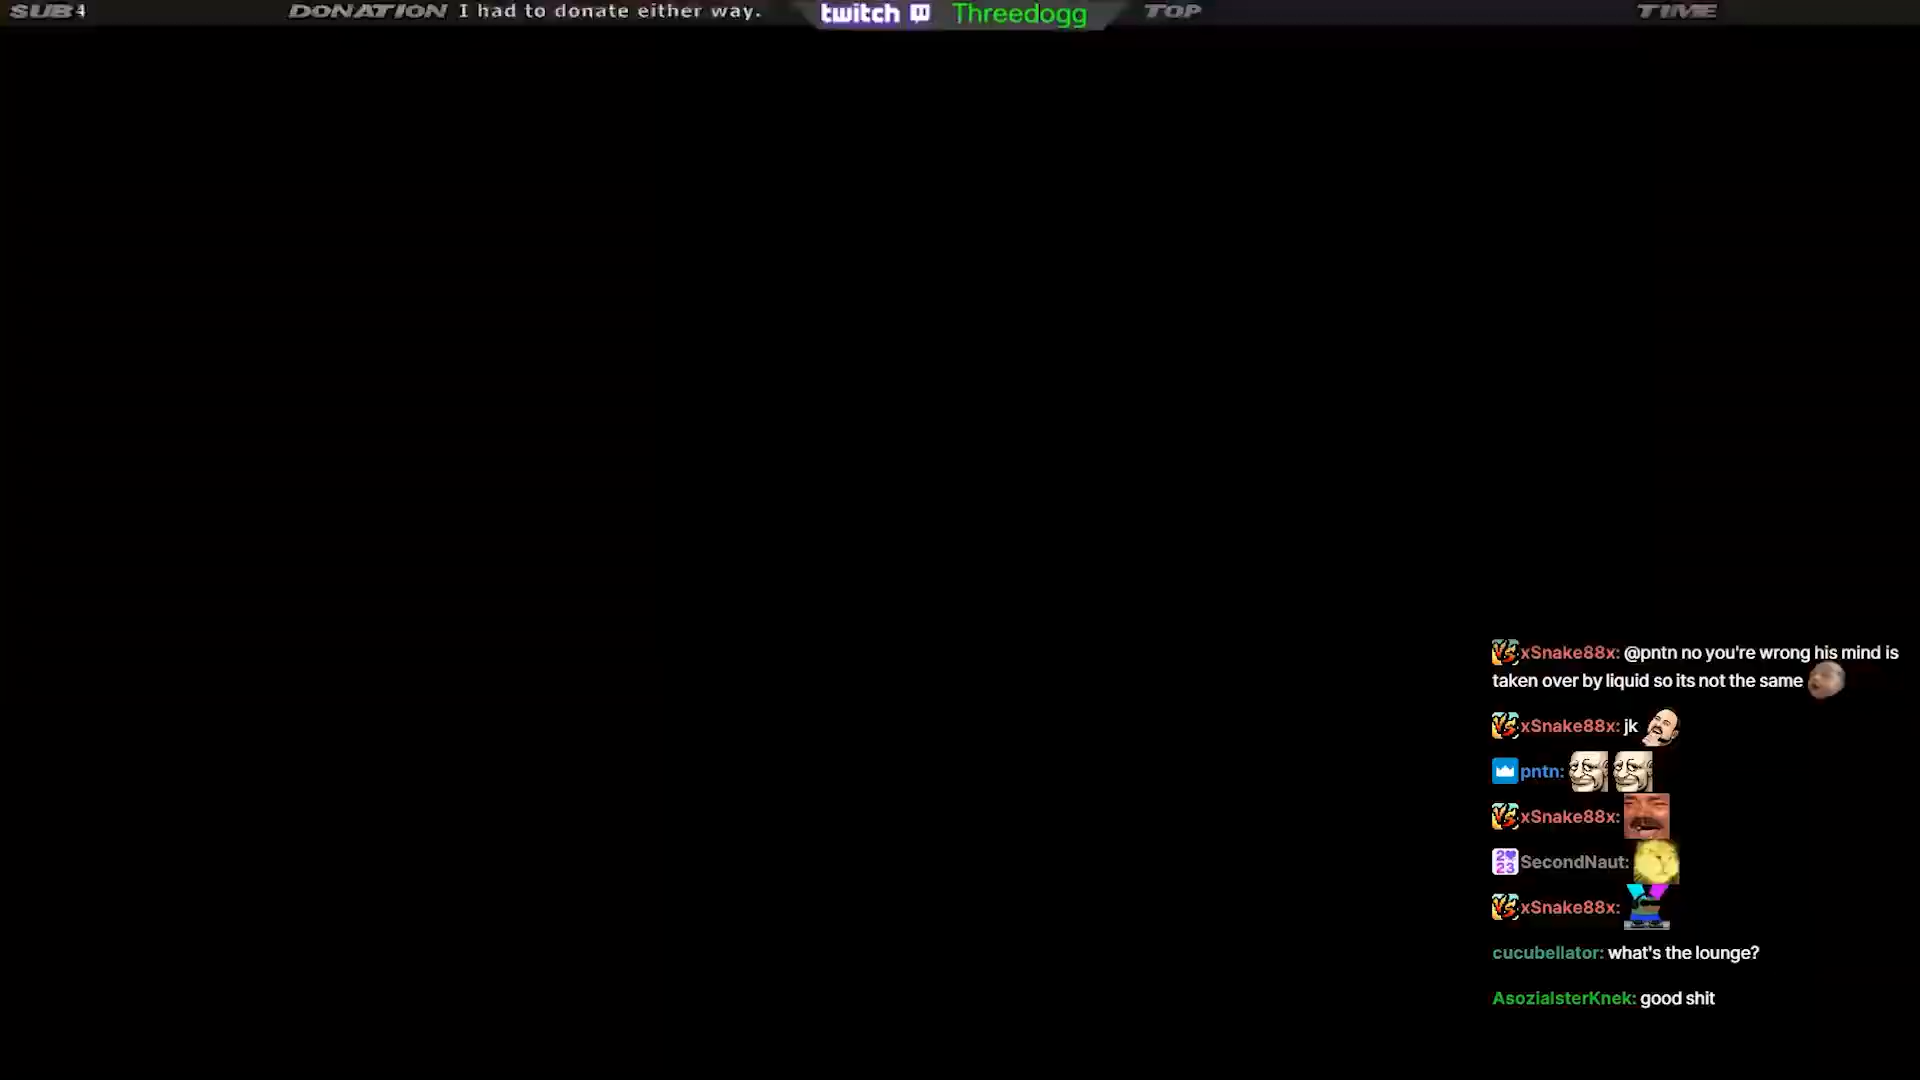 SUB 4 DONATION I had to donate either way. twitch Threedogg TOP TIME
xSnake88x: @pntn no you're wrong his mind is
taken over by liquid so its not the same
xSnake88x: jk
pntn:
xSnake88x:
2 23 SecondNaut:
xSnake88x:
cucubellator: what's the lounge?
AsozialsterKnek: good shit